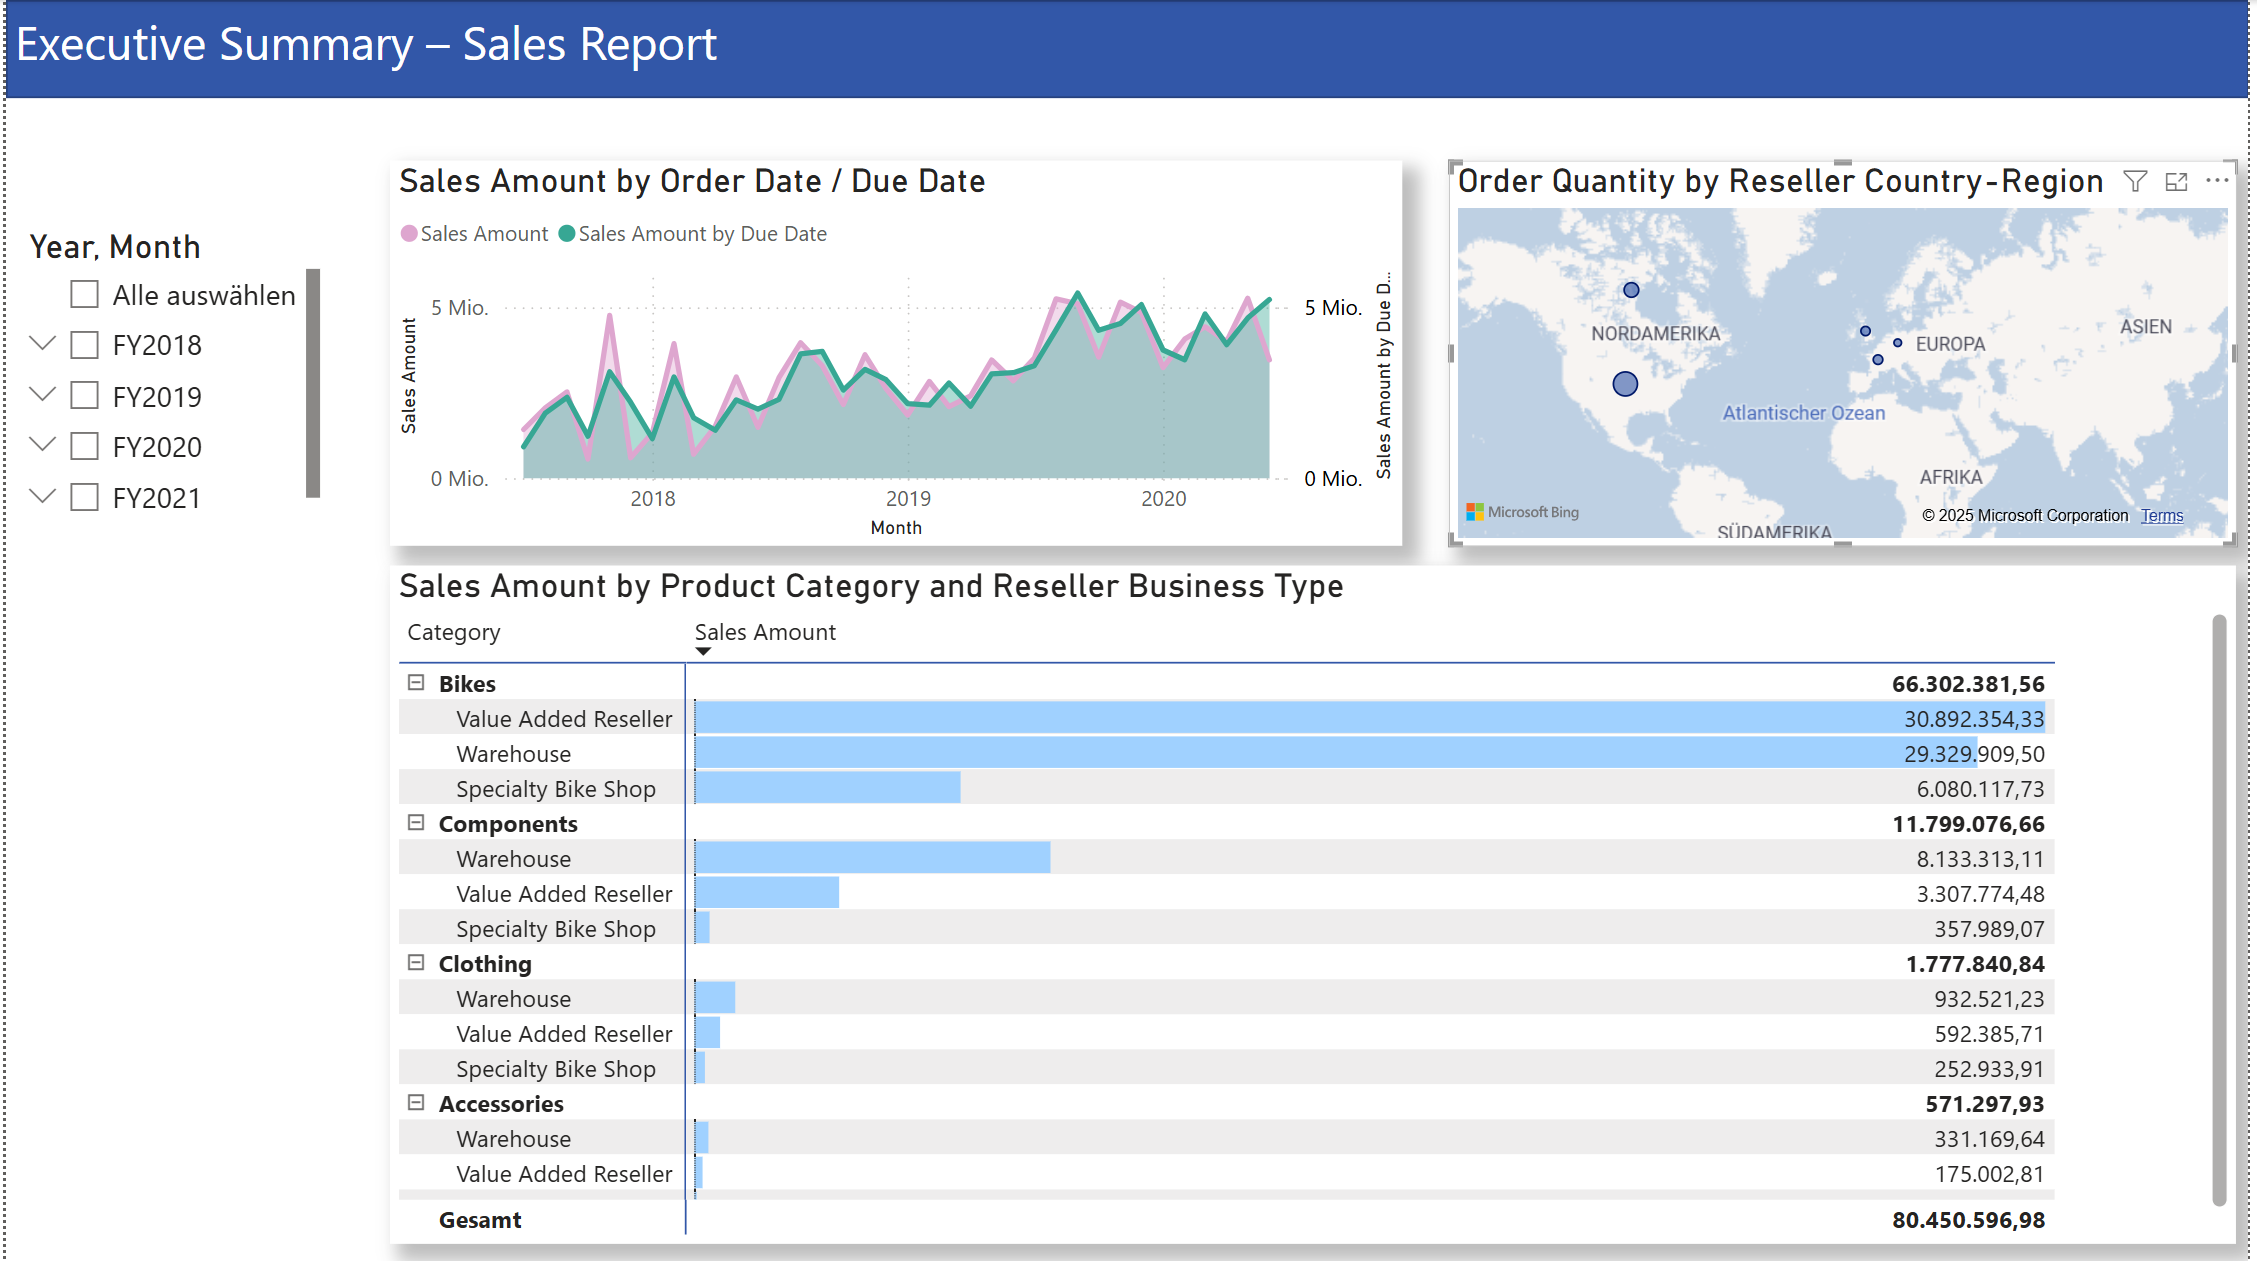 Executive Summary – Sales Report
Year, Month
Alle auswählen
FY2018
FY2019
FY2020
FY2021
Sales Amount by Order Date / Due Date
Sales Amount
Sales Amount by Due Date
Sales Amount
5 Mio.
0 Mio.
2018
2019
2020
Month
5 Mio.
0 Mio.
Sales Amount by Due D...
Order Quantity by Reseller Country-Region
NORDAMERIKA
EUROPA
ASIEN
Atlantischer Ozean
AFRIKA
SÜDAMERIKA
Microsoft Bing
© 2025 Microsoft Corporation Terms
Sales Amount by Product Category and Reseller Business Type
Category Sales Amount
Bikes 66.302.381,56
Value Added Reseller 30.892.354,33
Warehouse 29.329.909,50
Specialty Bike Shop 6.080.117,73
Components 11.799.076,66
Warehouse 8.133.313,11
Value Added Reseller 3.307.774,48
Specialty Bike Shop 357.989,07
Clothing 1.777.840,84
Warehouse 932.521,23
Value Added Reseller 592.385,71
Specialty Bike Shop 252.933,91
Accessories 571.297,93
Warehouse 331.169,64
Value Added Reseller 175.002,81
Gesamt 80.450.596,98